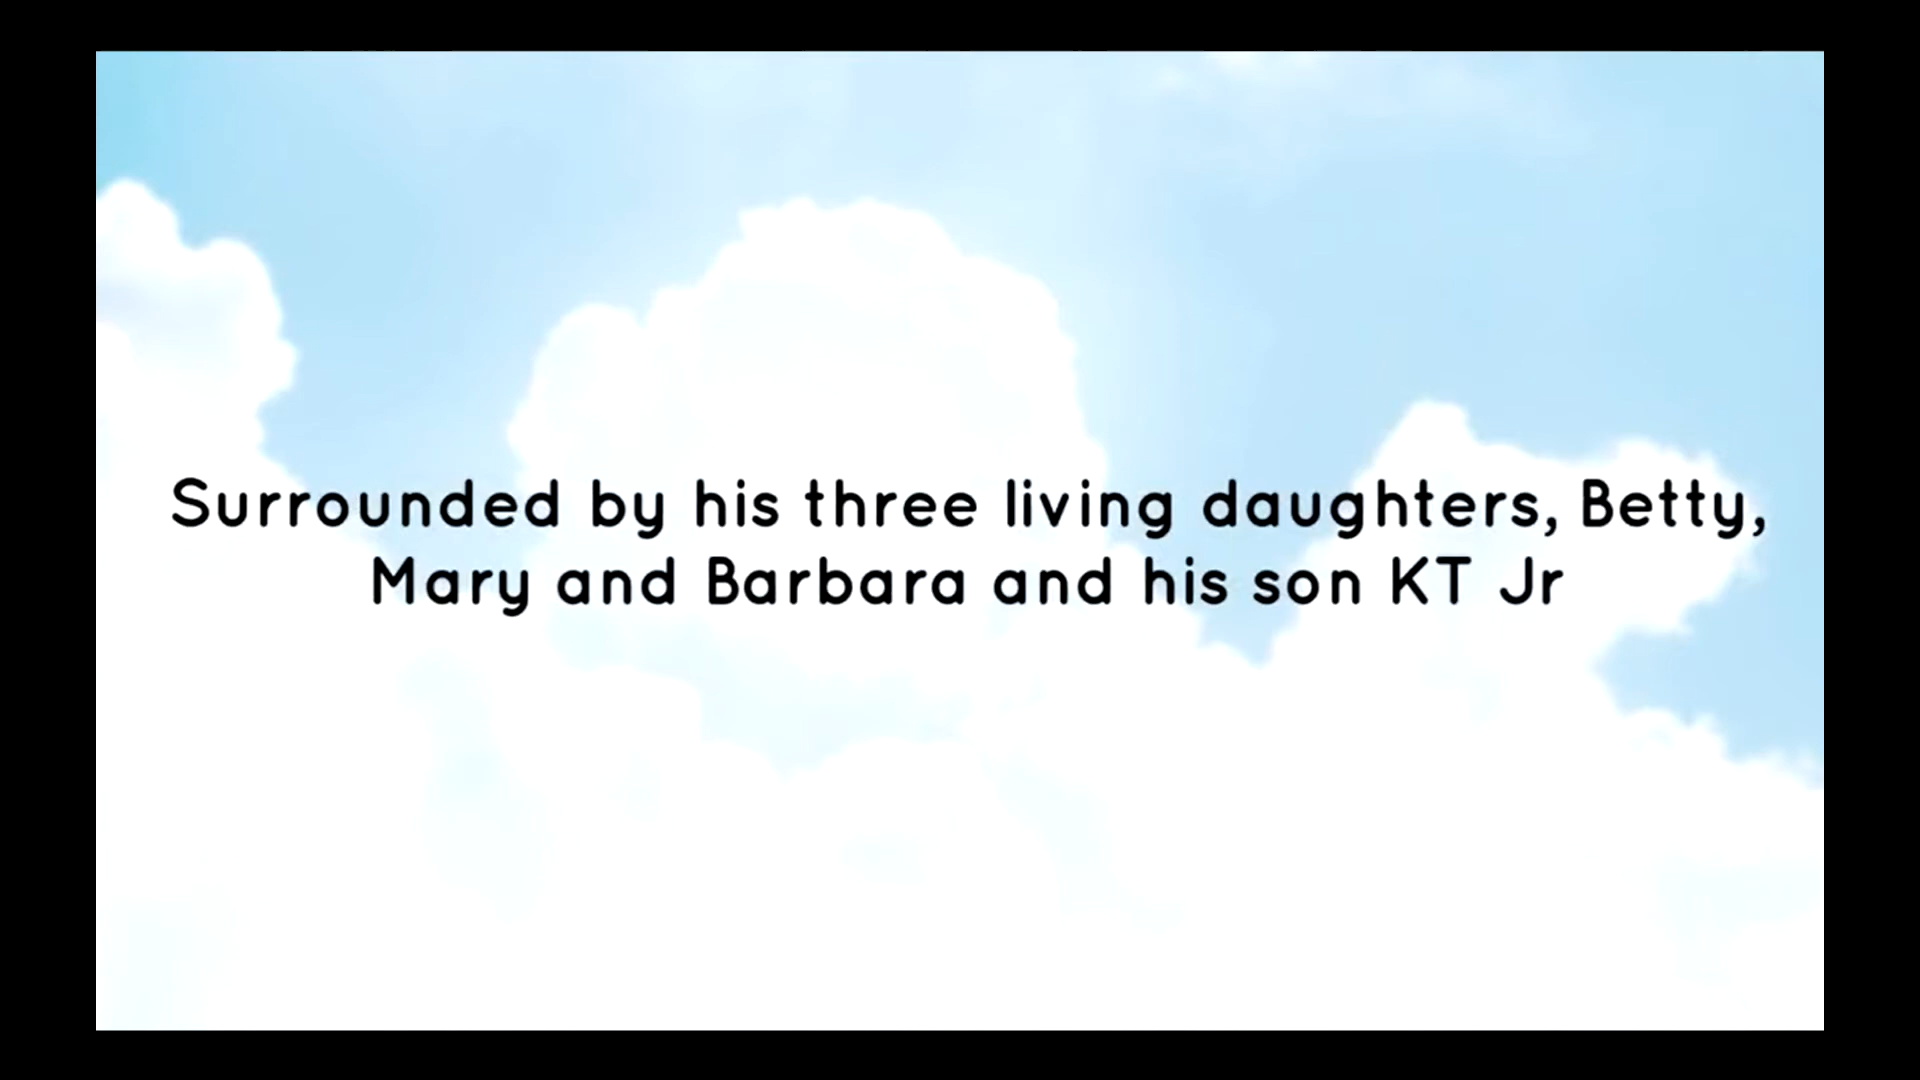 Surrounded by his three living daughters, Betty,
Mary and Barbara and his son KT Jr